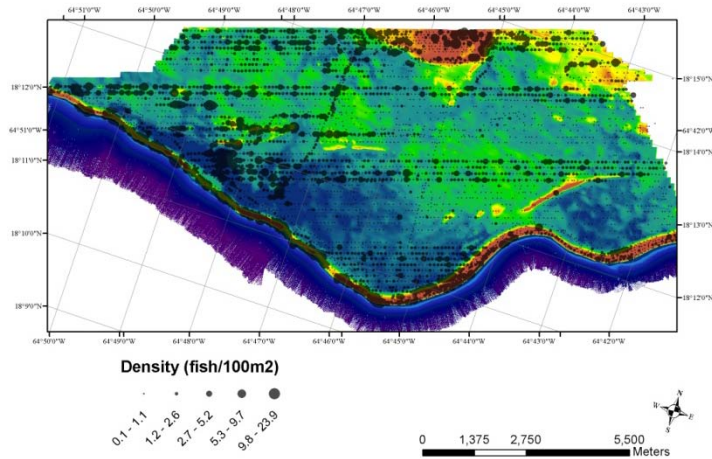 64°51'0"W 64°50'0"W 64°49'0"W 64°48'0"W 64°47'0"W 64°46'0"W 64°45'0"W 64°44'0"W 64°43'0"W
18°15'0"N
18°12'0"N
64°51'0"W
64°42'0"W
18°14'0"N
18°11'0"N
18°13'0"N
18°10'0"N
18°12'0"N
18°9'0"N
64°50'0"W 64°49'0"W 64°48'0"W 64°47'0"W 64°46'0"W 64°45'0"W 64°44'0"W 64°43'0"W 64°42'0"W
Density (fish/100m2)
0.1 - 1.1
1.2 - 2.6
2.7 - 5.2
5.3 - 9.7
9.8 - 23.9
N
W
E
S
0 1,375 2,750 5,500
Meters